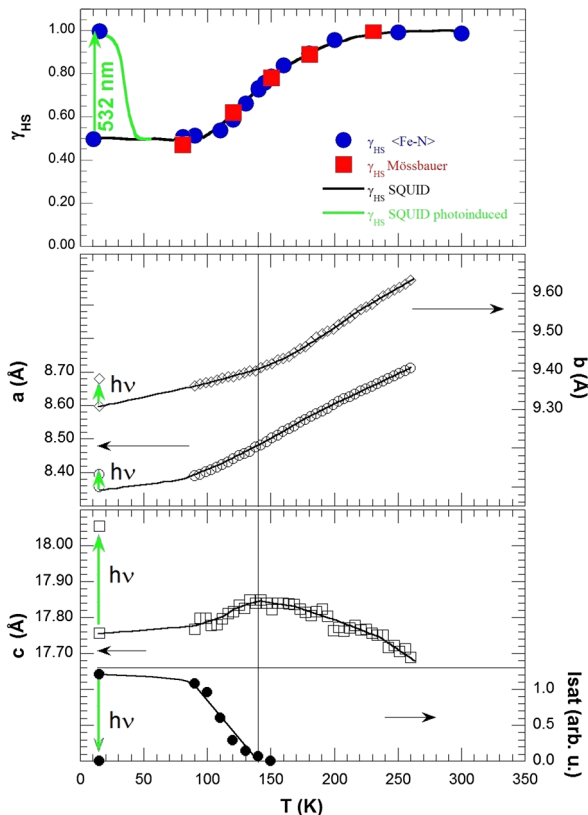 1.00
0.80
0.60
0.40
0.20
0.00
γHS
532 nm
γHS <Fe-N>
γHS Mössbauer
γHS SQUID
γHS SQUID photoinduced
8.70
8.60
8.50
8.40
a (Å)
hν
hν
9.60
9.50
9.40
9.30
b (Å)
18.00
17.90
17.80
17.70
c (Å)
hν
hν
1.0
0.5
0.0
Isat (arb. u.)
0 50 100 150 200 250 300 350
T (K)